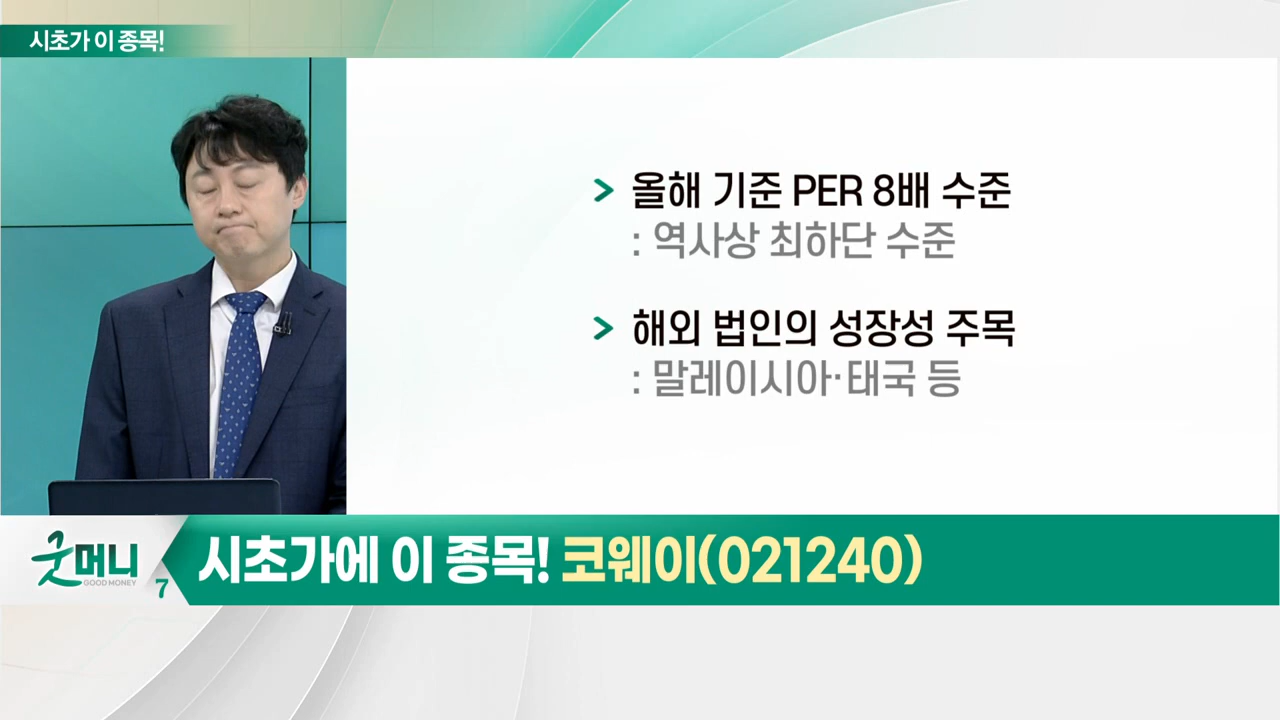 시초가 이 종목!
> 올해 기준 PER 8배 수준
: 역사상 최하단 수준
> 해외 법인의 성장성 주목
: 말레이시아·태국 등
굿머니
GOOD MONEY
7
시초가에 이 종목! 코웨이(021240)